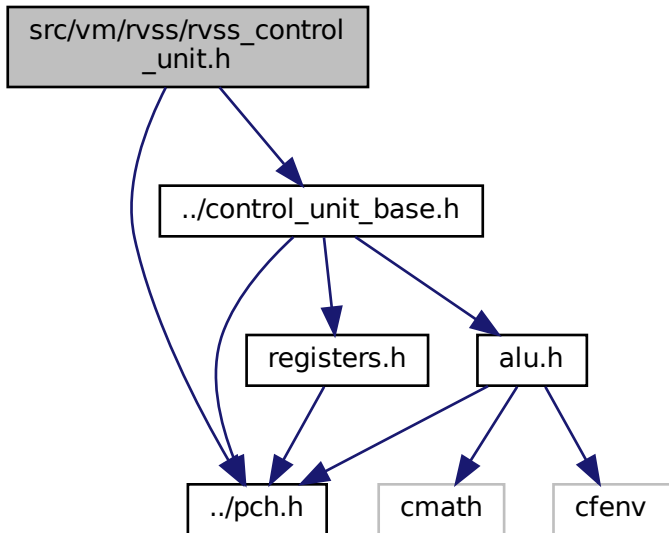 src/vm/rvss/rvss_control
_unit.h
../control_unit_base.h
registers.h
alu.h
../pch.h
cmath
cfenv